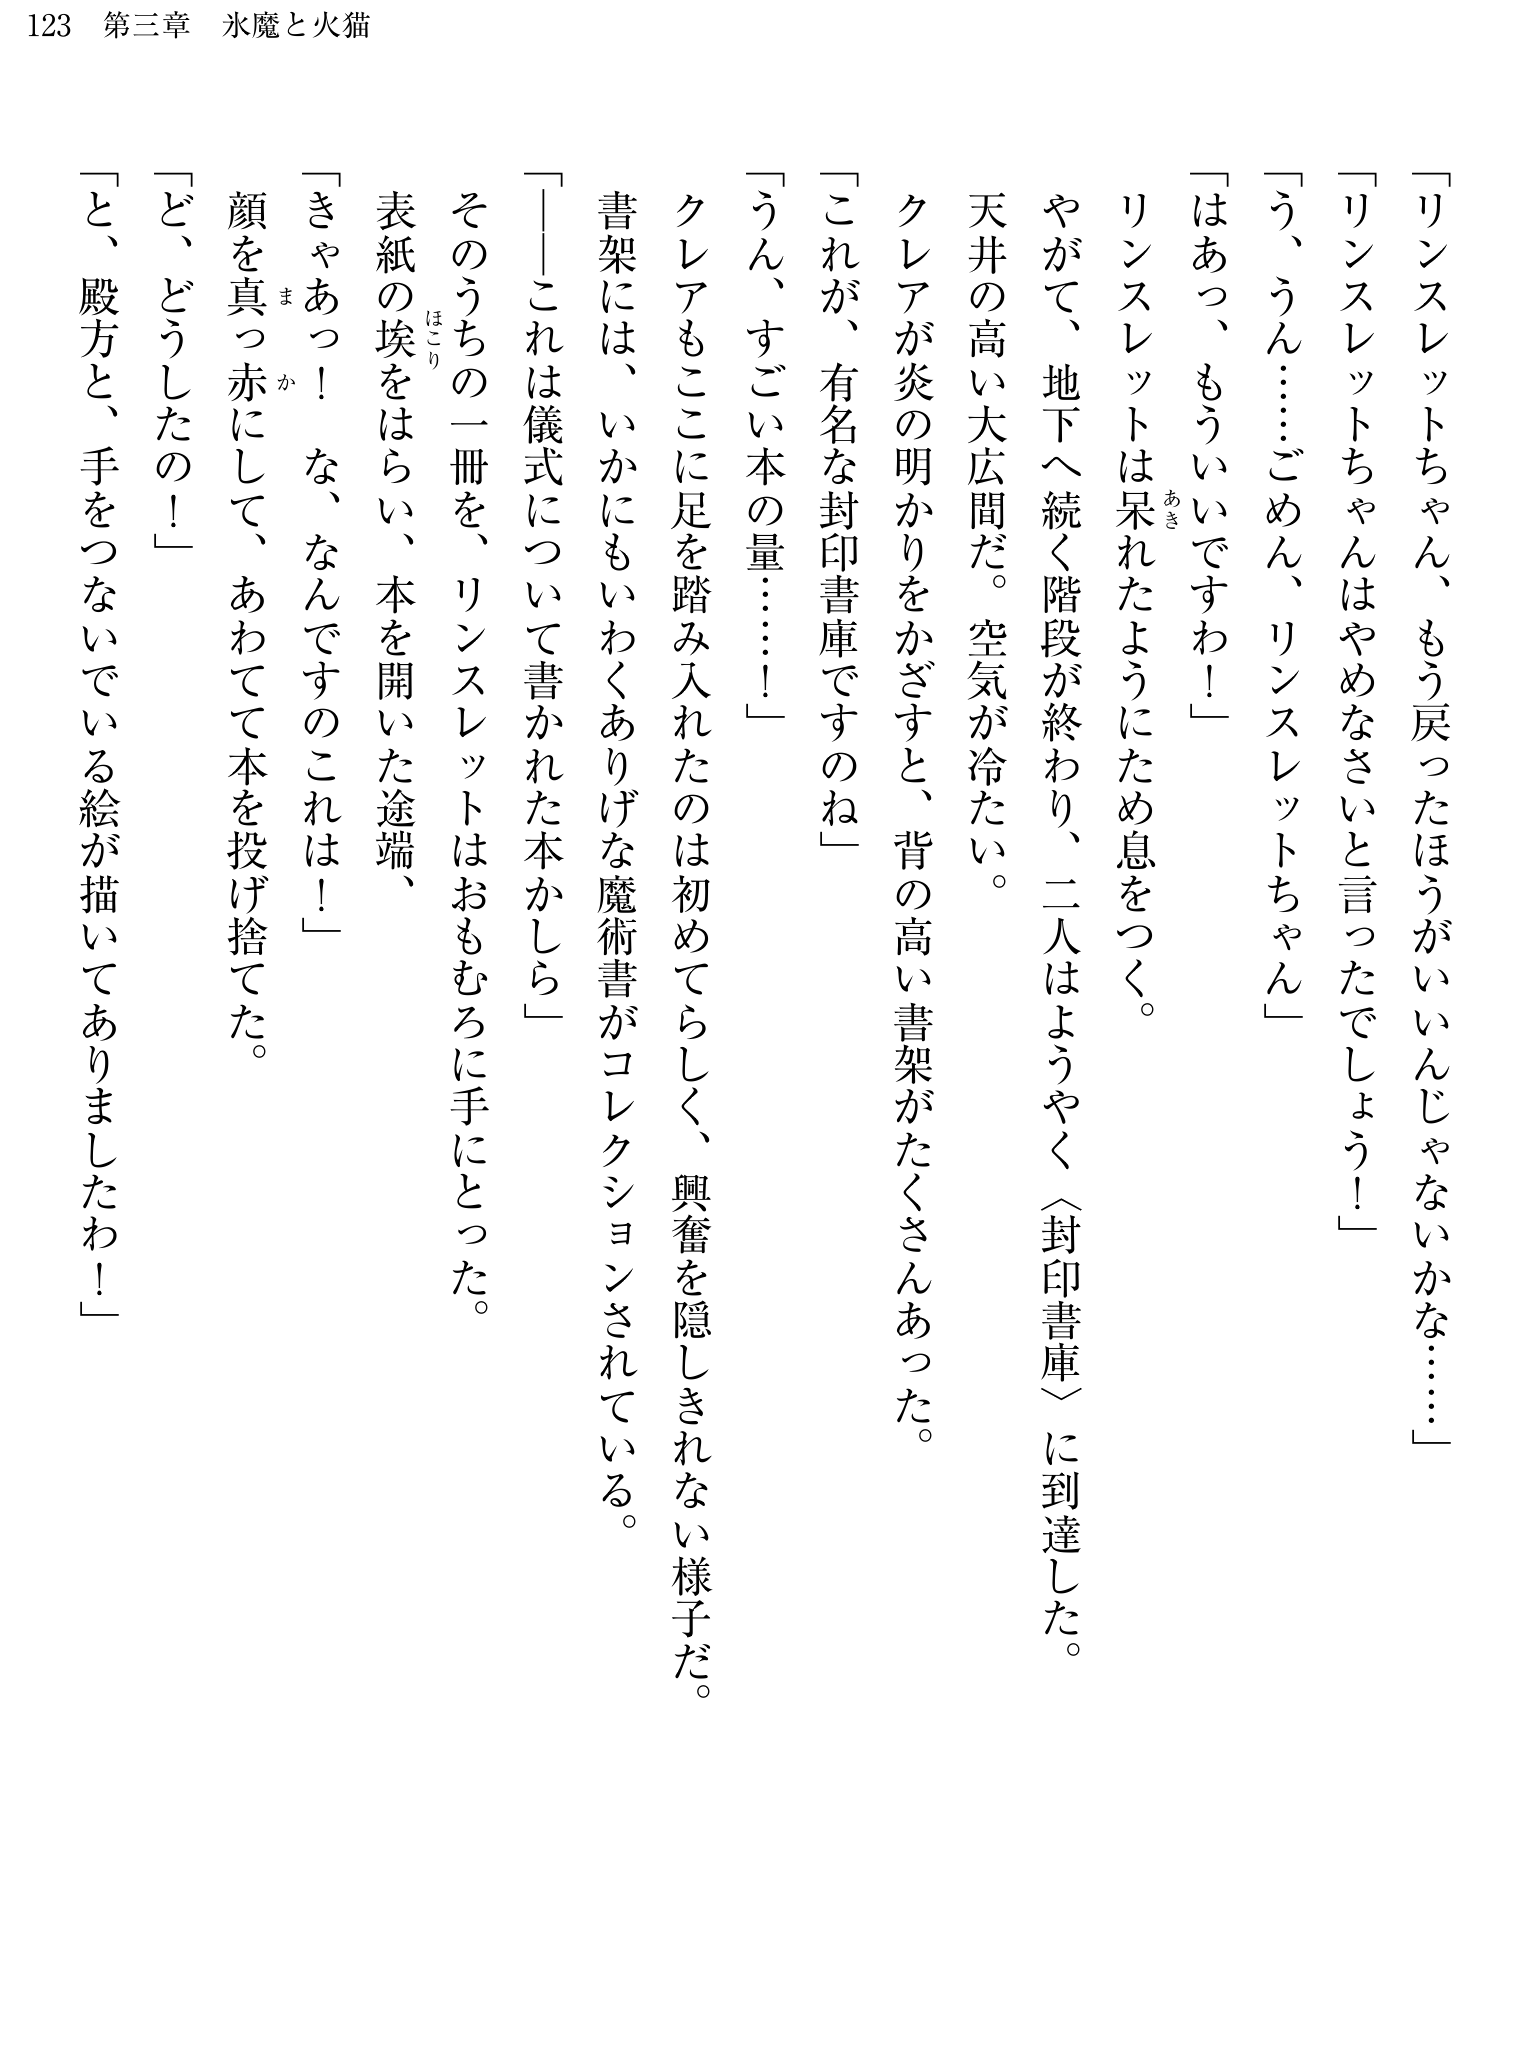 123　第三章　氷魔と火猫
「リンスレットちゃん、もう戻ったほうがいいんじゃないかな……」
「リンスレットちゃんはやめなさいと言ったでしょう！」
「う、うん……ごめん、リンスレットちゃん」
「はあっ、もういいですわ！」
リンスレットは呆れたようにため息をつく。
やがて、地下へ続く階段が終わり、二人はようやく〈封印書庫〉に到達した。
天井の高い大広間だ。空気が冷たい。
クレアが炎の明かりをかざすと、背の高い書架がたくさんあった。
「これが、有名な封印書庫ですのね」
「うん、すごい本の量……！」
クレアもここに足を踏み入れたのは初めてらしく、興奮を隠しきれない様子だ。
書架には、いかにもいわくありげな魔術書がコレクションされている。
「――これは儀式について書かれた本かしら」
そのうちの一冊を、リンスレットはおもむろに手にとった。
表紙の埃をはらい、本を開いた途端、
「きゃあっ！　な、なんですのこれは！」
顔を真っ赤にして、あわてて本を投げ捨てた。
「ど、どうしたの！」
「と、殿方と、手をつないでいる絵が描いてありましたわ！」
あき
ほこり
ま
か